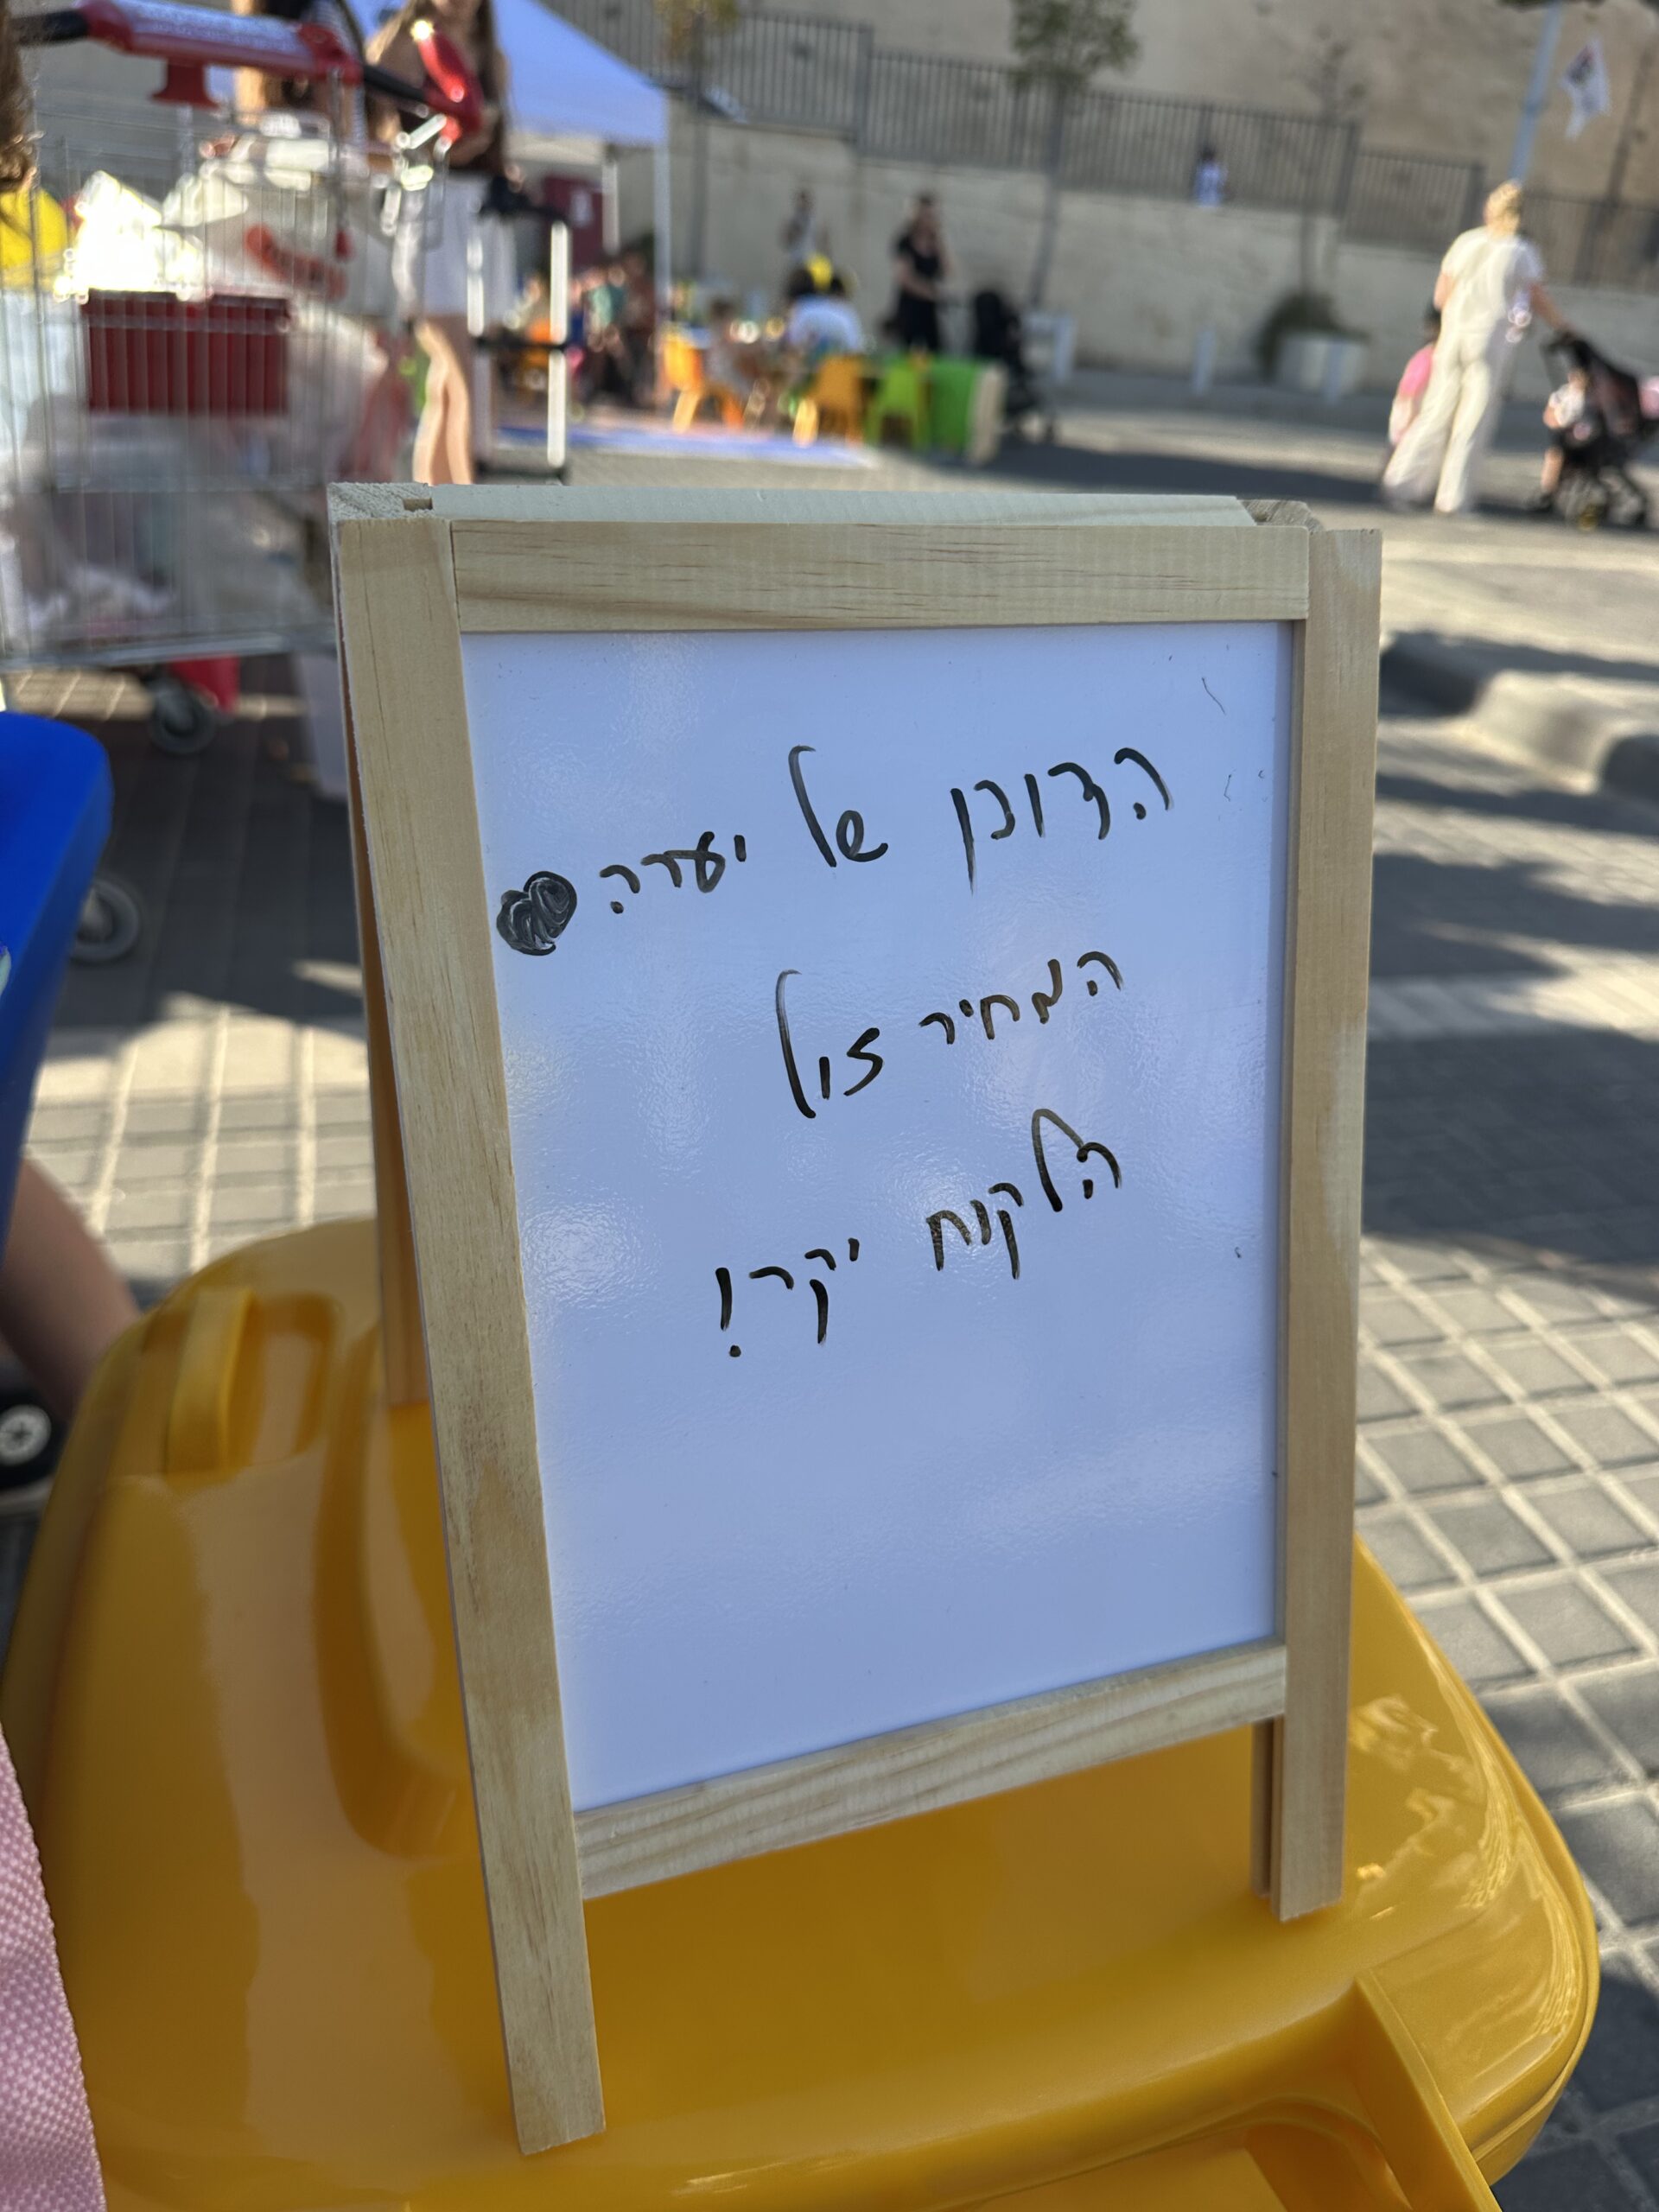 הדוכן של יערה
המחיר זול
הלקוח יקר!